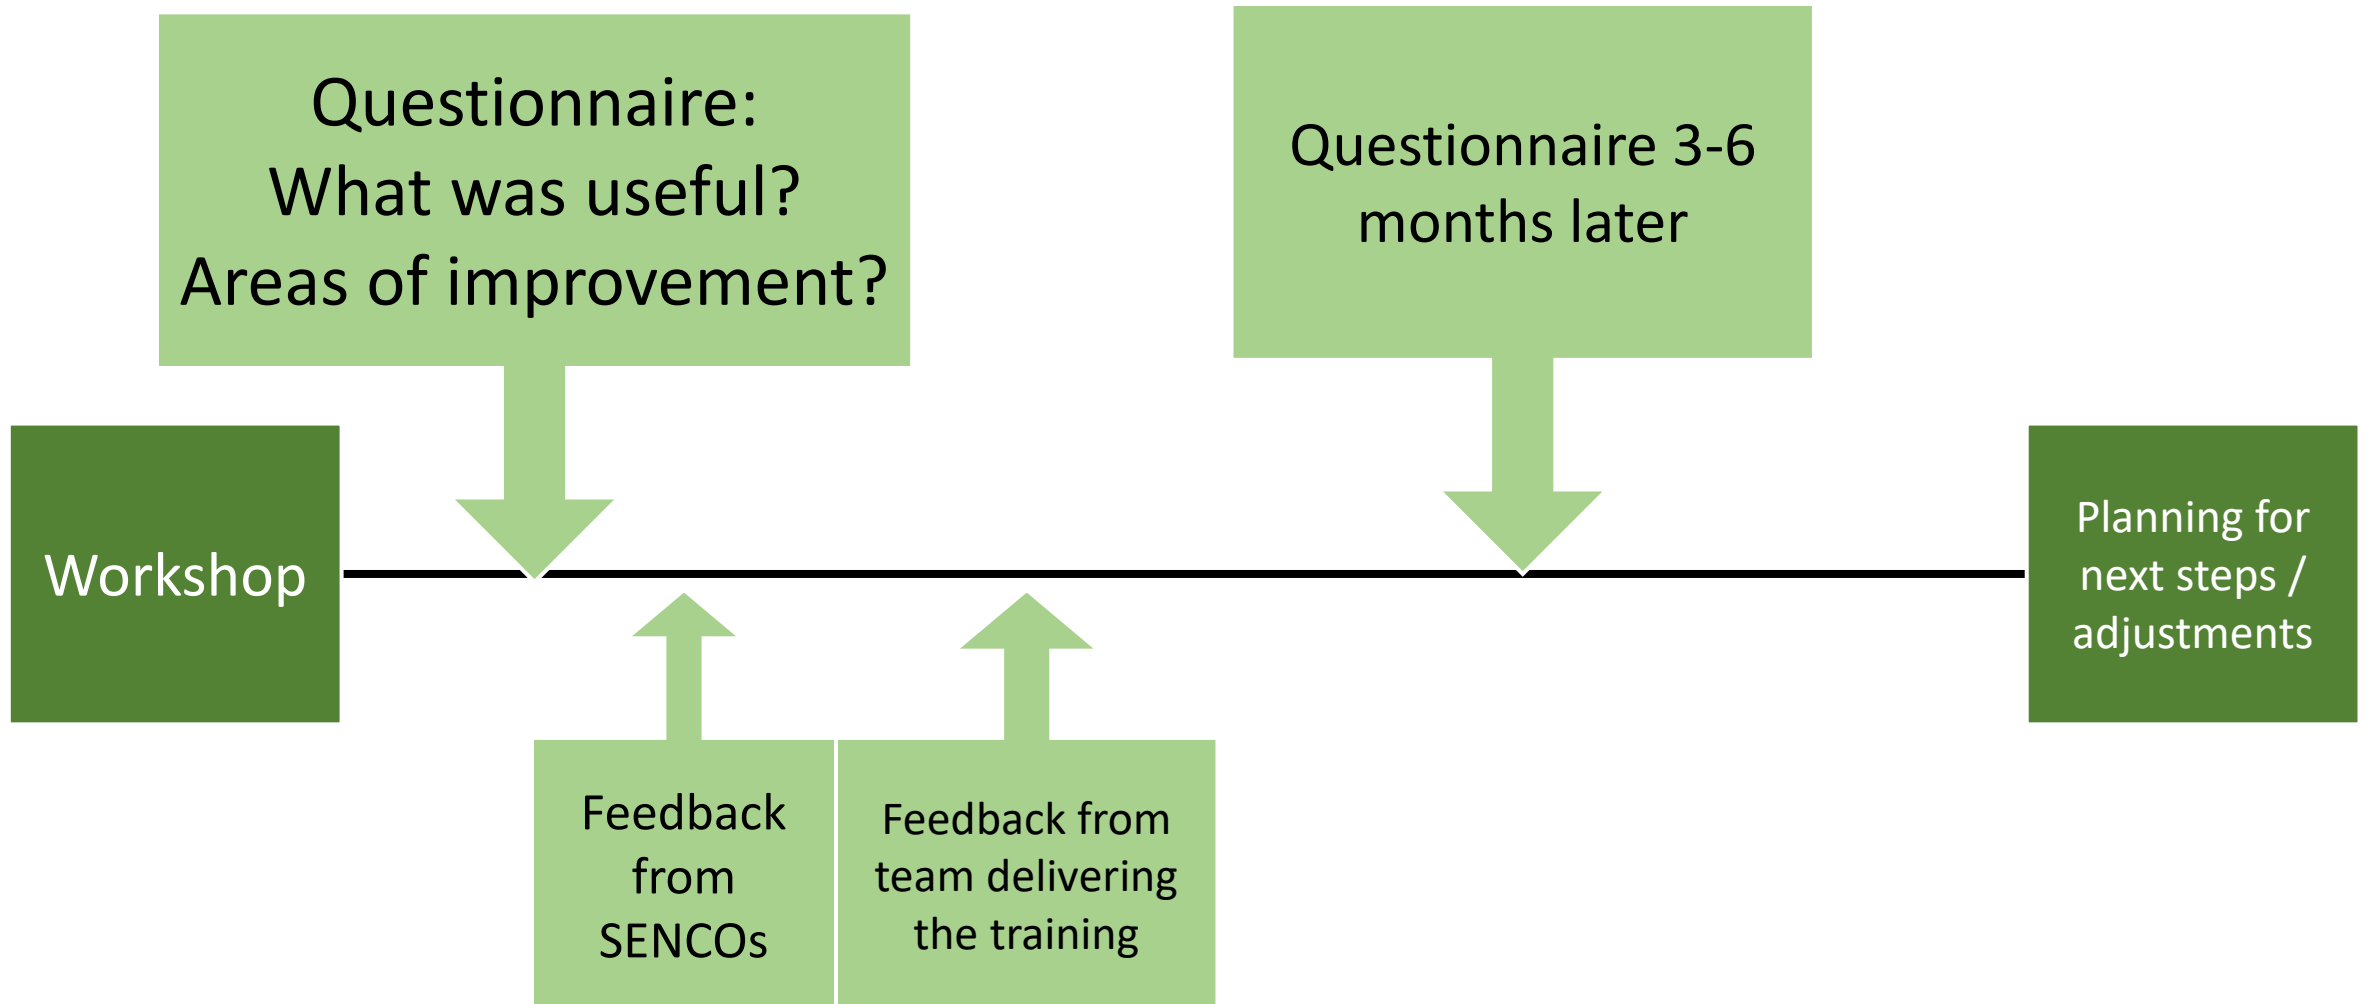 Questionnaire:
What was useful?
Areas of improvement?
Questionnaire 3-6
months later
Workshop
Planning for
next steps /
adjustments
Feedback
from
SENCOs
Feedback from
team delivering
the training